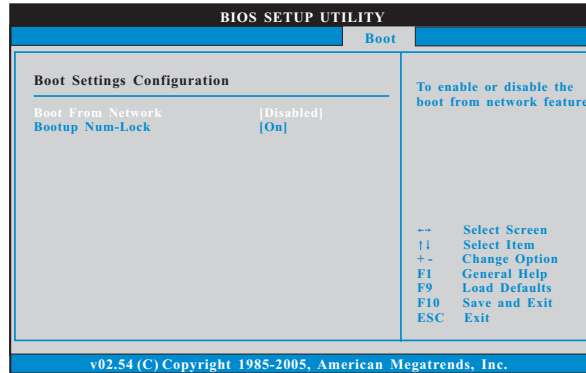 BIOS SETUP UTILITY
Boot
Boot Settings Configuration
Boot From Network [Disabled]
Bootup Num-Lock [On]
To enable or disable the
boot from network feature
←→ Select Screen
↑↓ Select Item
+- Change Option
F1 General Help
F9 Load Defaults
F10 Save and Exit
ESC Exit
v02.54 (C) Copyright 1985-2005, American Megatrends, Inc.